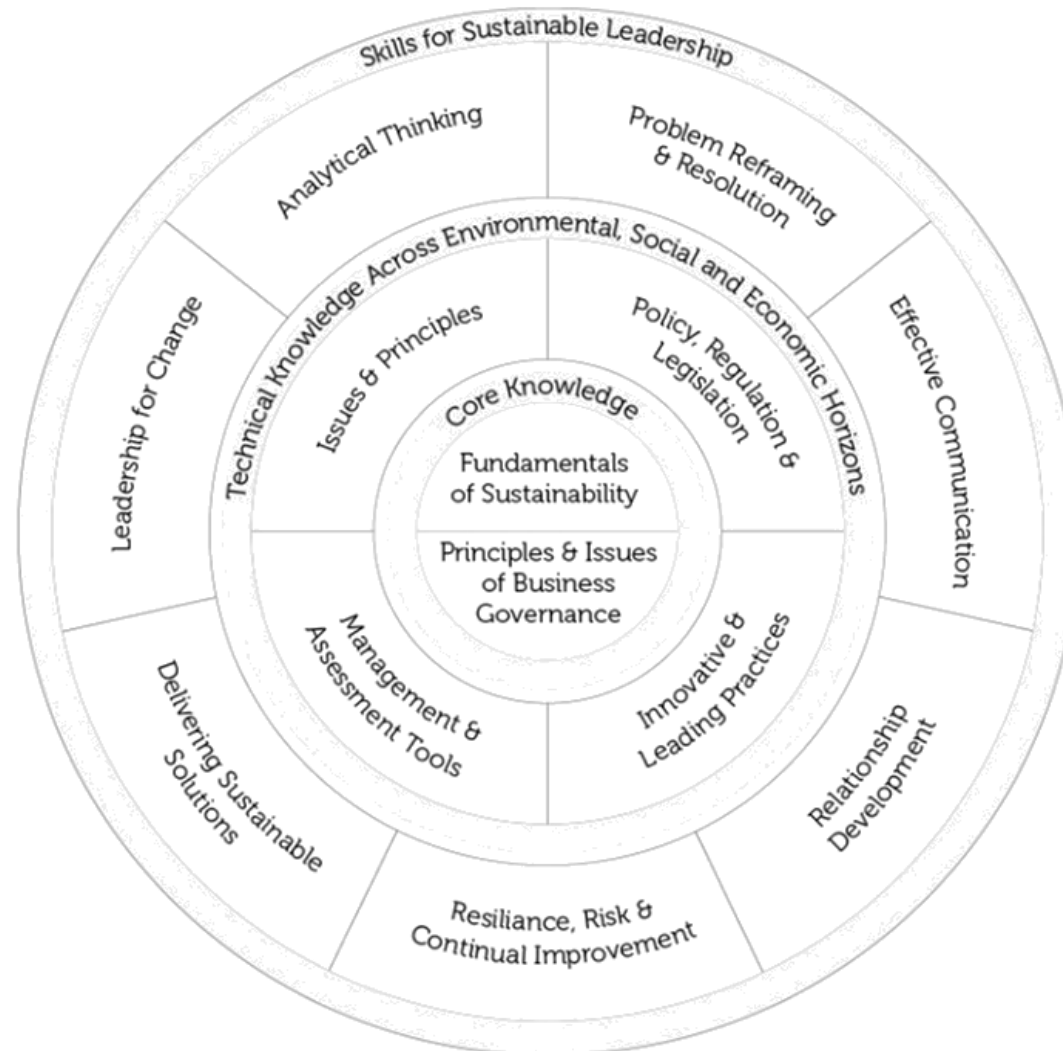 Skills for Sustainable Leadership
Analytical Thinking
Problem Reframing
& Resolution
Leadership for Change
Effective Communication
Technical Knowledge Across Environmental, Social and Economic Horizons
Issues & Principles
Policy, Regulation &
Legislation
Core Knowledge
Fundamentals
of Sustainability
Principles & Issues
of Business
Governance
Management &
Assessment Tools
Innovative &
Leading Practices
Delivering Sustainable
Solutions
Relationship
Development
Resiliance, Risk &
Continual Improvement